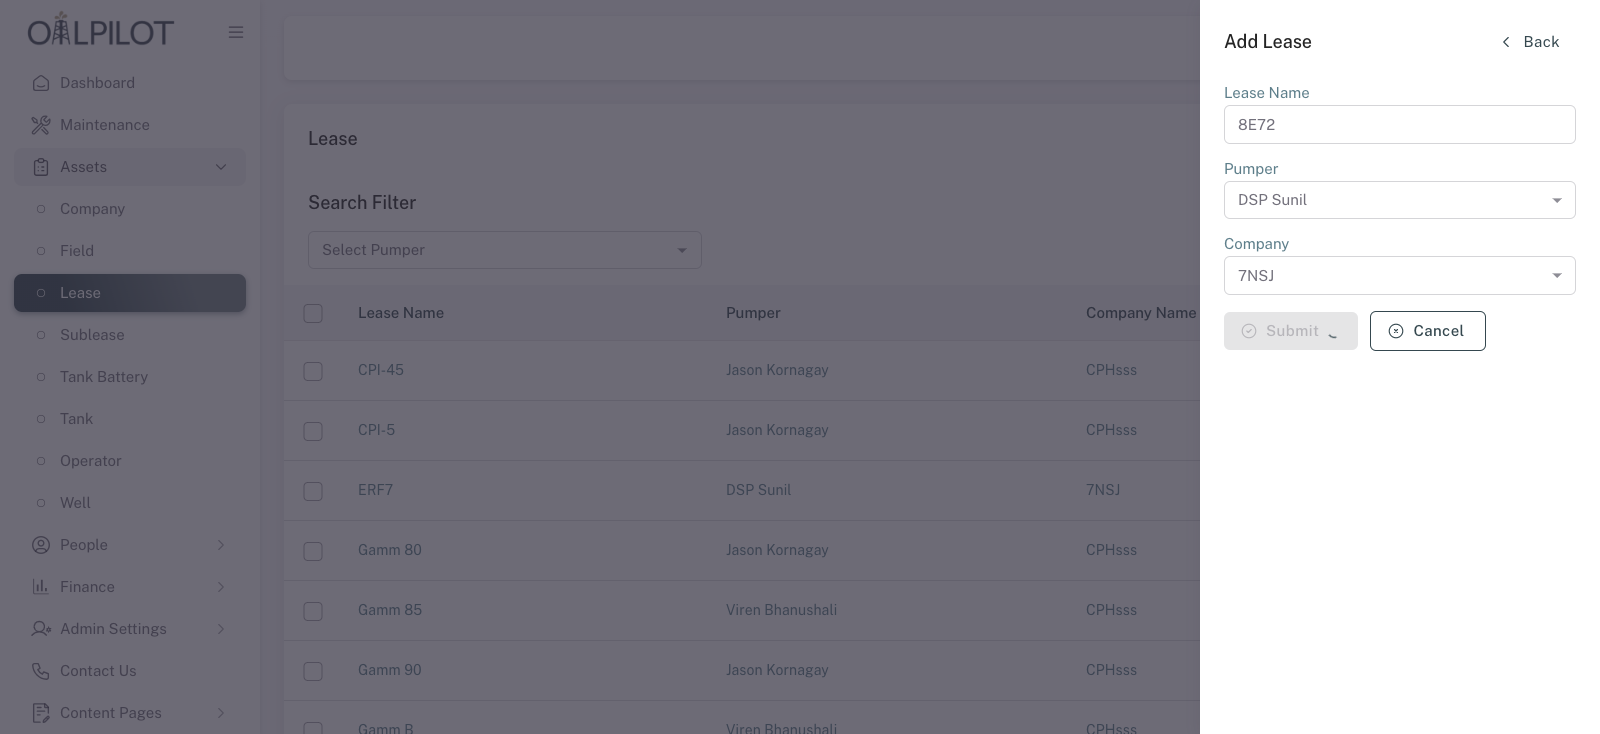 OILPILOT
Dashboard
Maintenance
Assets
Company
Field
Lease
Sublease
Tank Battery
Tank
Operator
Well
People
Finance
Admin Settings
Contact Us
Content Pages
Lease
Search Filter
Select Pumper
Lease Name Pumper Company Name
CPI-45 Jason Kornagay CPHsss
CPI-5 Jason Kornagay CPHsss
ERF7 DSP Sunil 7NSJ
Gamm 80 Jason Kornagay CPHsss
Gamm 85 Viren Bhanushali CPHsss
Gamm 90 Jason Kornagay CPHsss
Gamm B Viren Bhanushali CPHsss
Add Lease Back
Lease Name
8E72
Pumper
DSP Sunil
Company
7NSJ
Submit Cancel